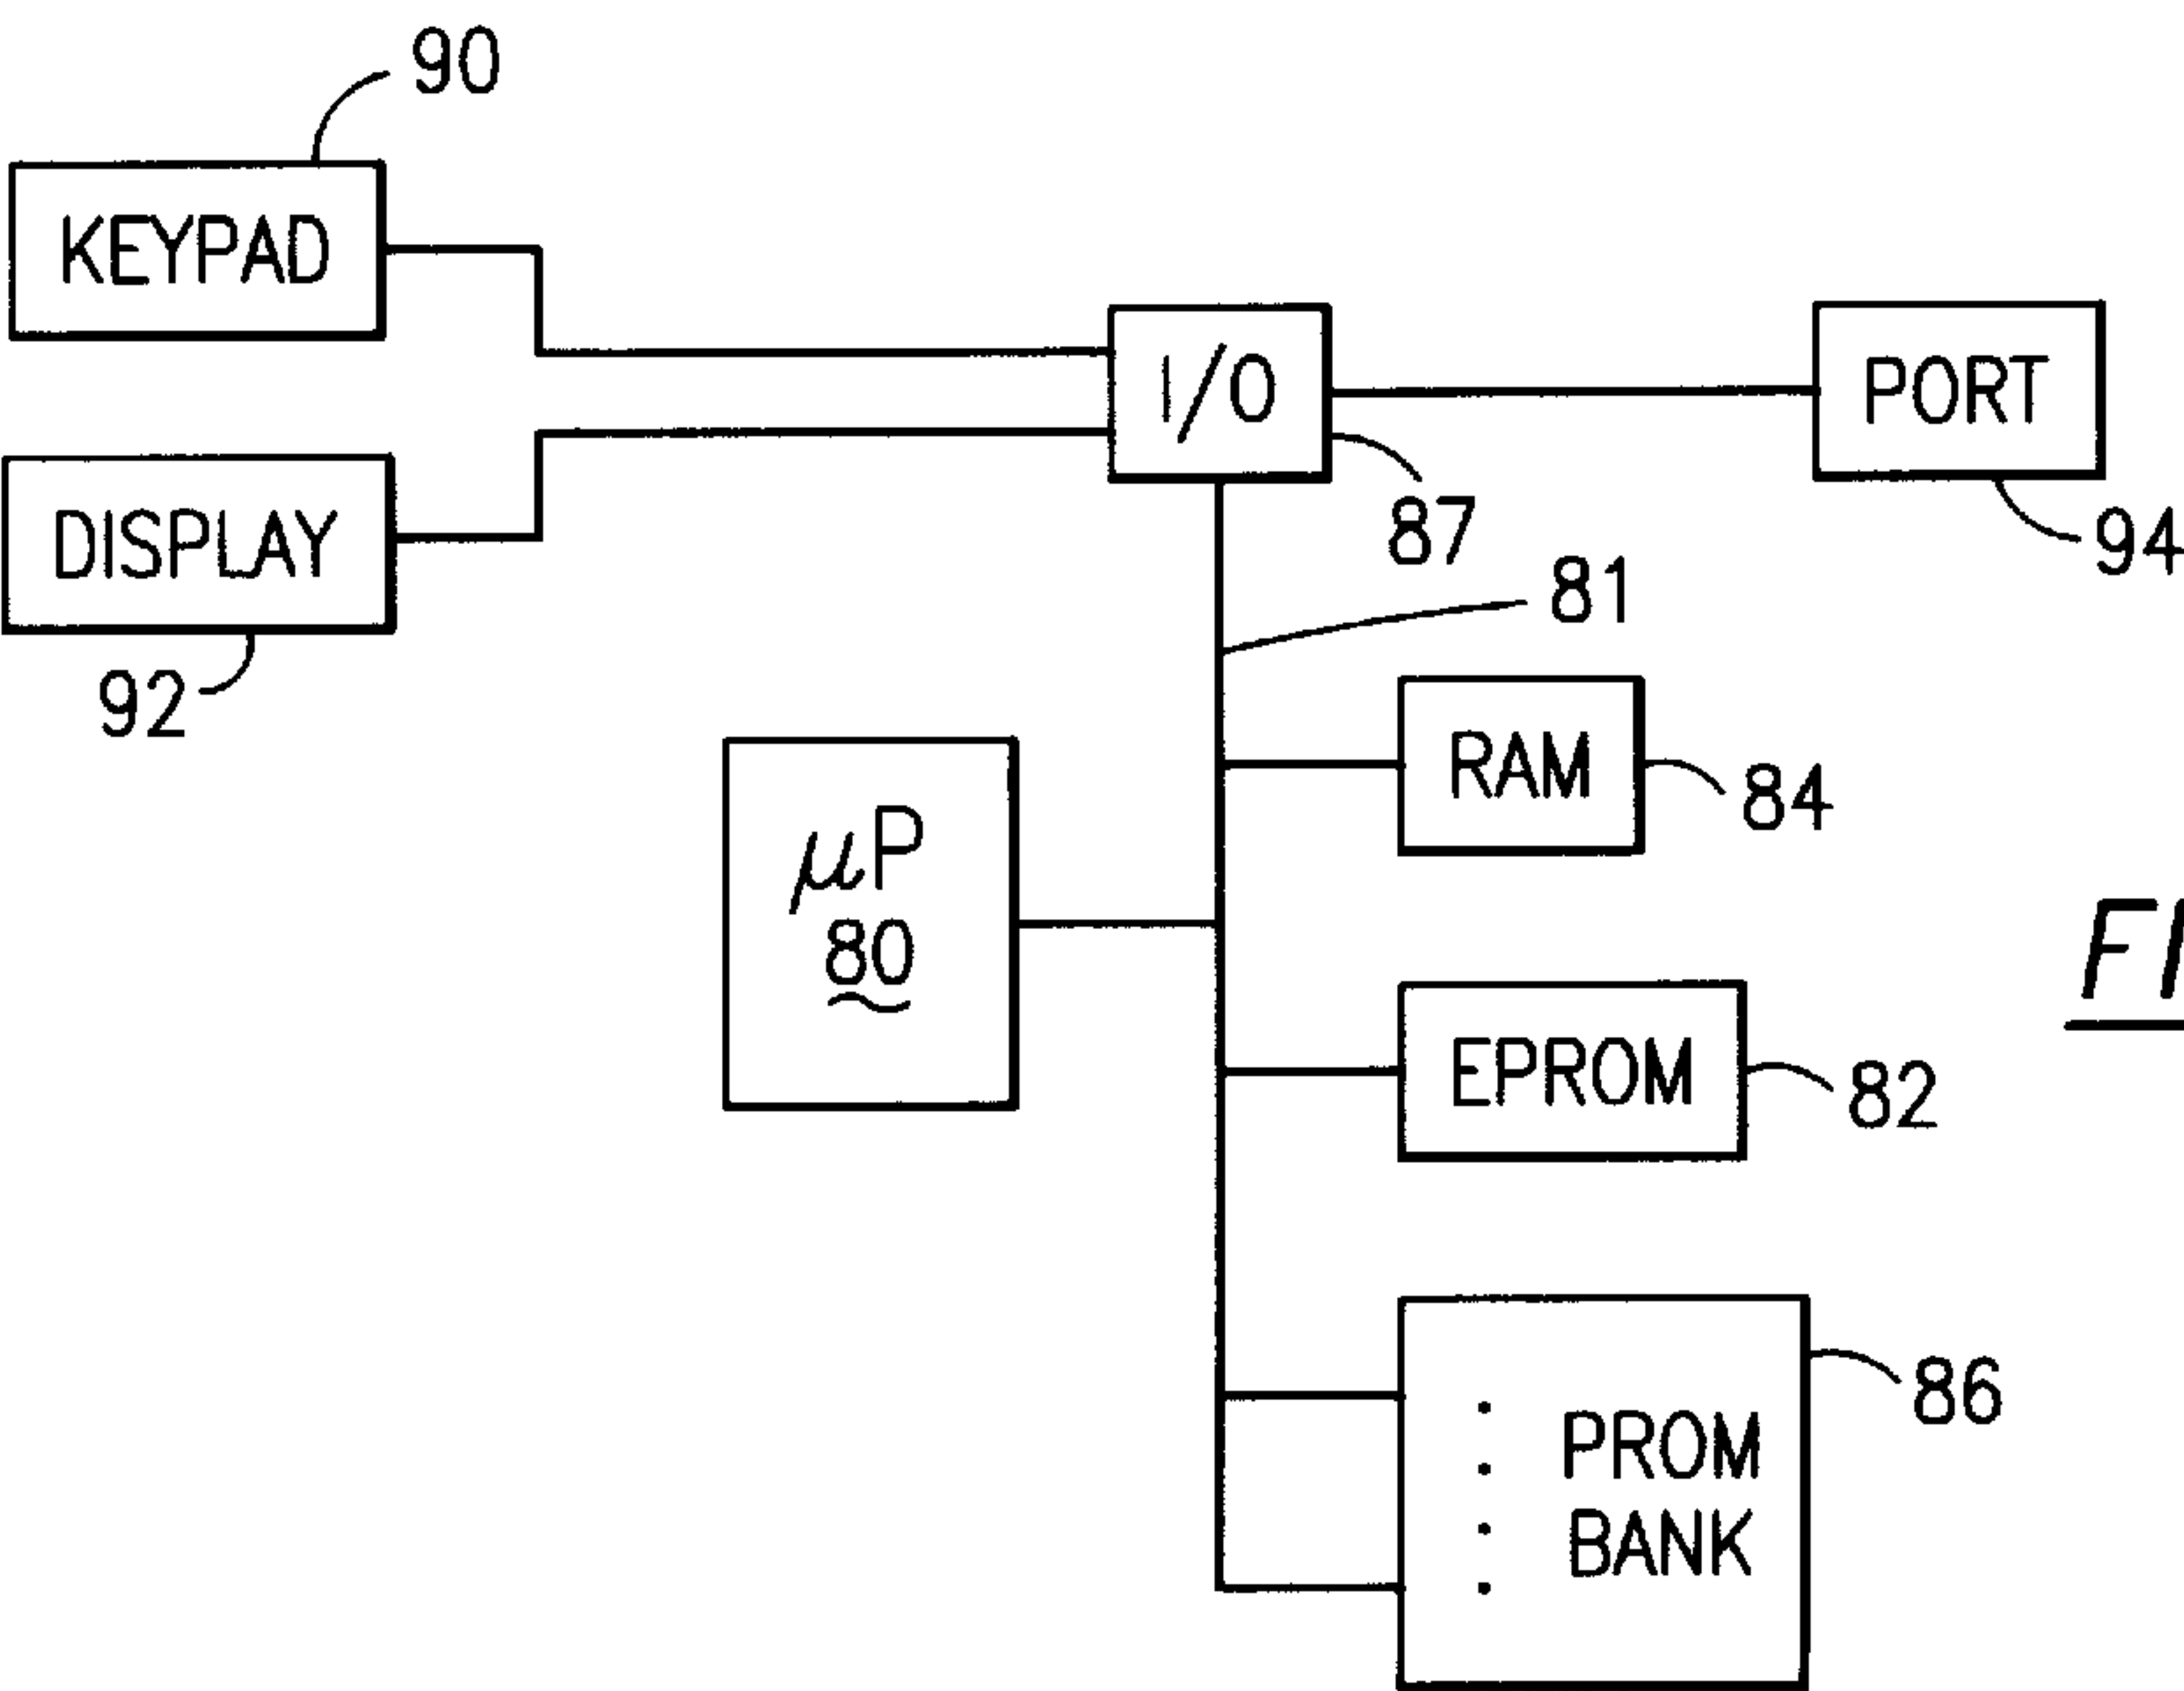 90
KEYPAD
I/O
PORT
87
94
DISPLAY
81
92
RAM
84
μP
80
EPROM
82
86
PROM
BANK